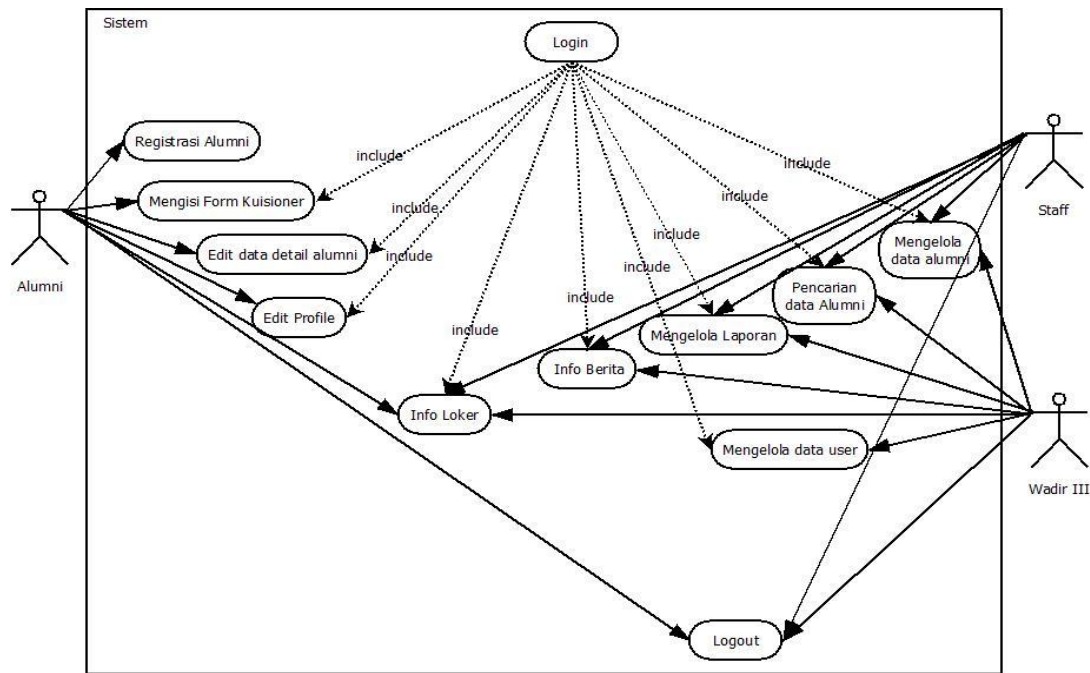 Sistem
Login
Registrasi Alumni
include
include
Mengisi Form Kuisioner
include
include
Staff
Edit data detail alumni
include
include
Mengelola
data alumni
Alumni
include
Pencarian
data Alumni
include
Edit Profile
include
Mengelola Laporan
Info Berita
Info Loker
Mengelola data user
Wadir III
Logout